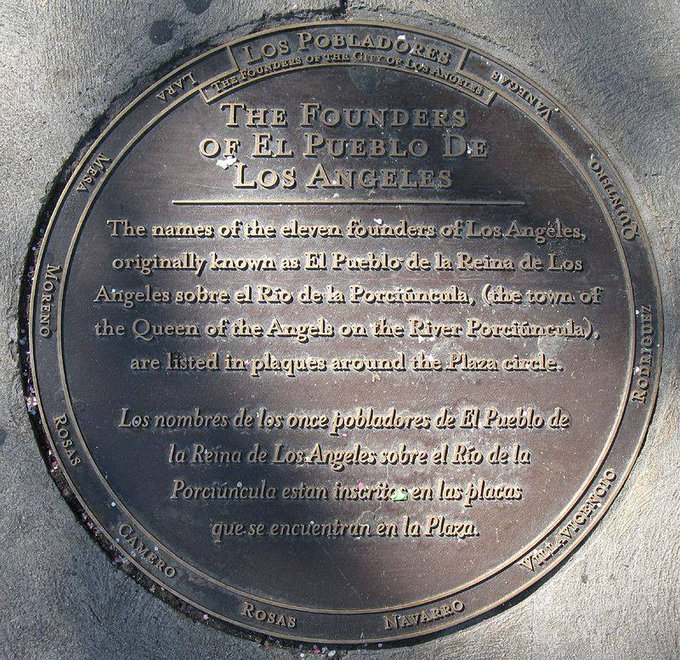 Los Pobladores
The Founders of the City of Los Angeles
The Founders
of El Pueblo De
Los Angeles
The names of the eleven founders of Los Angeles,
originally known as El Pueblo de la Reina de Los
Angeles sobre el Río de la Porciúncula, (the town of
the Queen of the Angels on the River Porciúncula),
are listed in plaques around the Plaza circle.
Los nombres de los once pobladores de El Pueblo de
la Reina de Los Angeles sobre el Río de la
Porciúncula estan inscritos en las placas
que se encuentran en la Plaza.
Vanegas
Quintero
Rodriguez
Villavicencio
Navarro
Rosas
Camero
Rosas
Moreno
Mesa
Lara